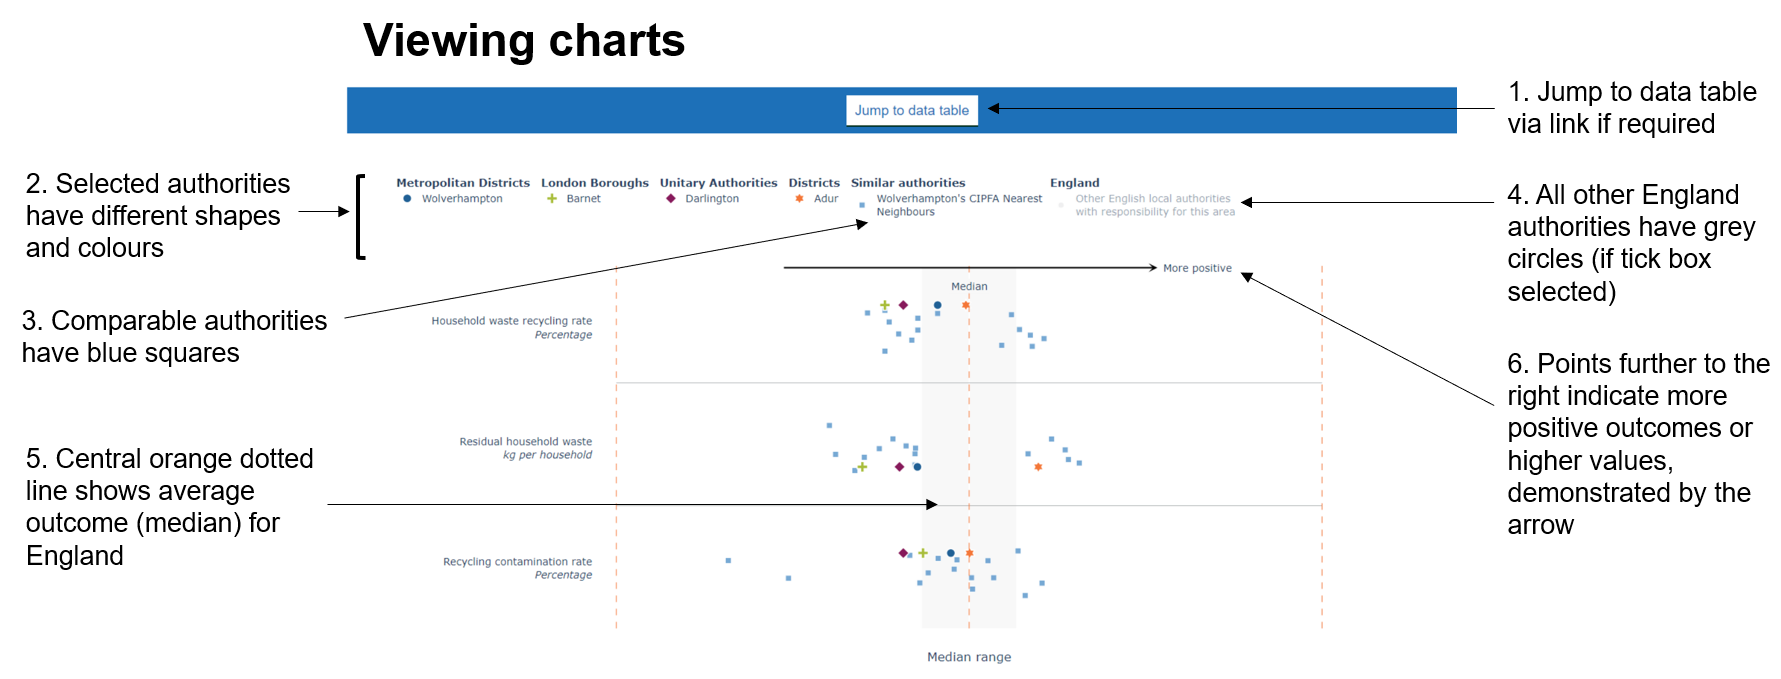 Viewing charts
Jump to data table
1. Jump to data table
via link if required
2. Selected authorities
have different shapes
and colours
Metropolitan Districts
Wolverhampton
London Boroughs
Barnet
Unitary Authorities
Darlington
Districts
Adur
Similar authorities
Wolverhampton's CIPFA Nearest
Neighbours
England
Other English local authorities
with responsibility for this area
4. All other England
authorities have grey
circles (if tick box
selected)
3. Comparable authorities
have blue squares
More positive
Median
Household waste recycling rate
Percentage
Residual household waste
kg per household
Recycling contamination rate
Percentage
Median range
5. Central orange dotted
line shows average
outcome (median) for
England
6. Points further to the
right indicate more
positive outcomes or
higher values,
demonstrated by the
arrow